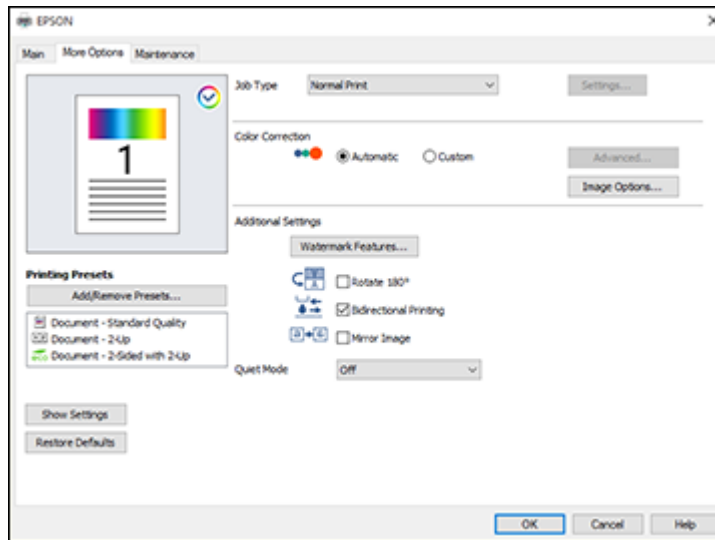 EPSON
Main More Options Maintenance
1
Printing Presets
Add/Remove Presets...
Document - Standard Quality
Document - 2-Up
Document - 2-Sided with 2-Up
Show Settings
Restore Defaults
Job Type Normal Print Settings...
Color Correction
Automatic Custom Advanced...
Image Options...
Additional Settings
Watermark Features...
Rotate 180°
Bidirectional Printing
Mirror Image
Quiet Mode Off
OK Cancel Help